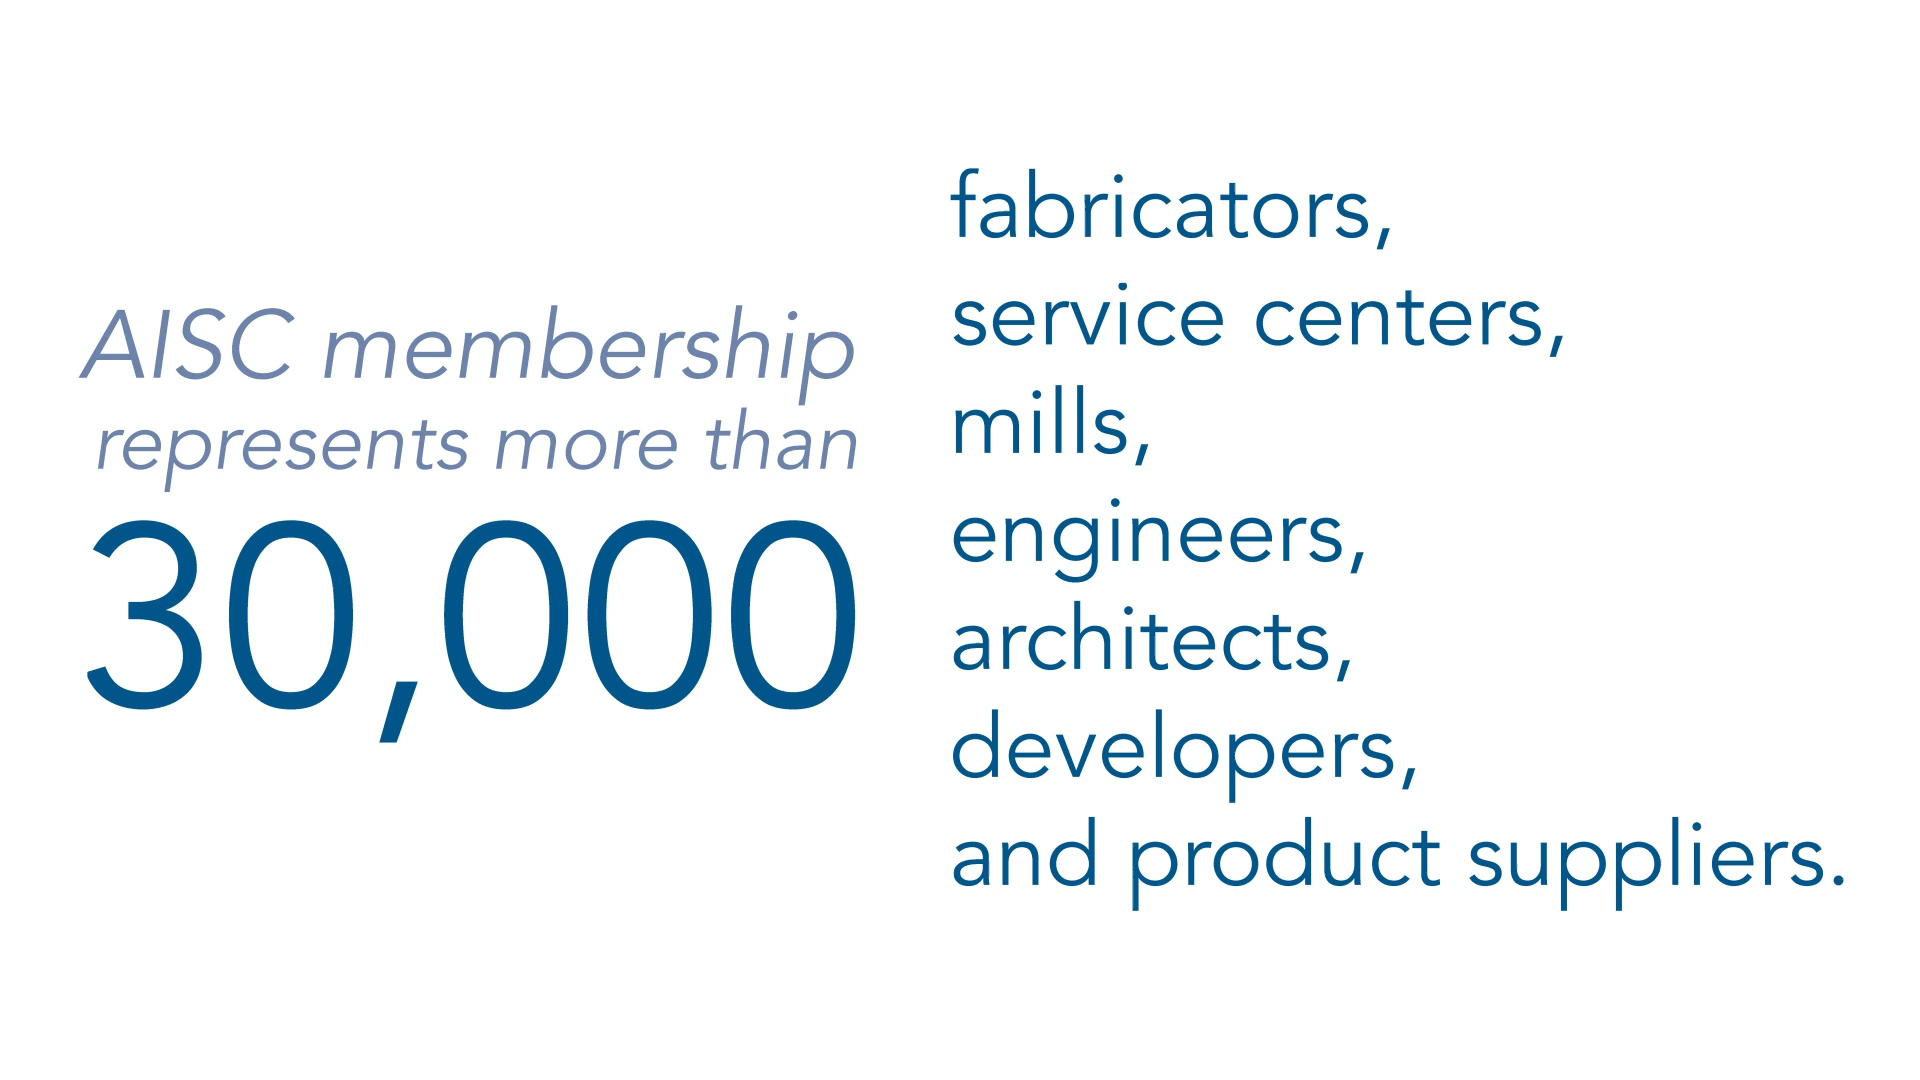 AISC membership
represents more than
30,000
fabricators,
service centers,
mills,
engineers,
architects,
developers,
and product suppliers.